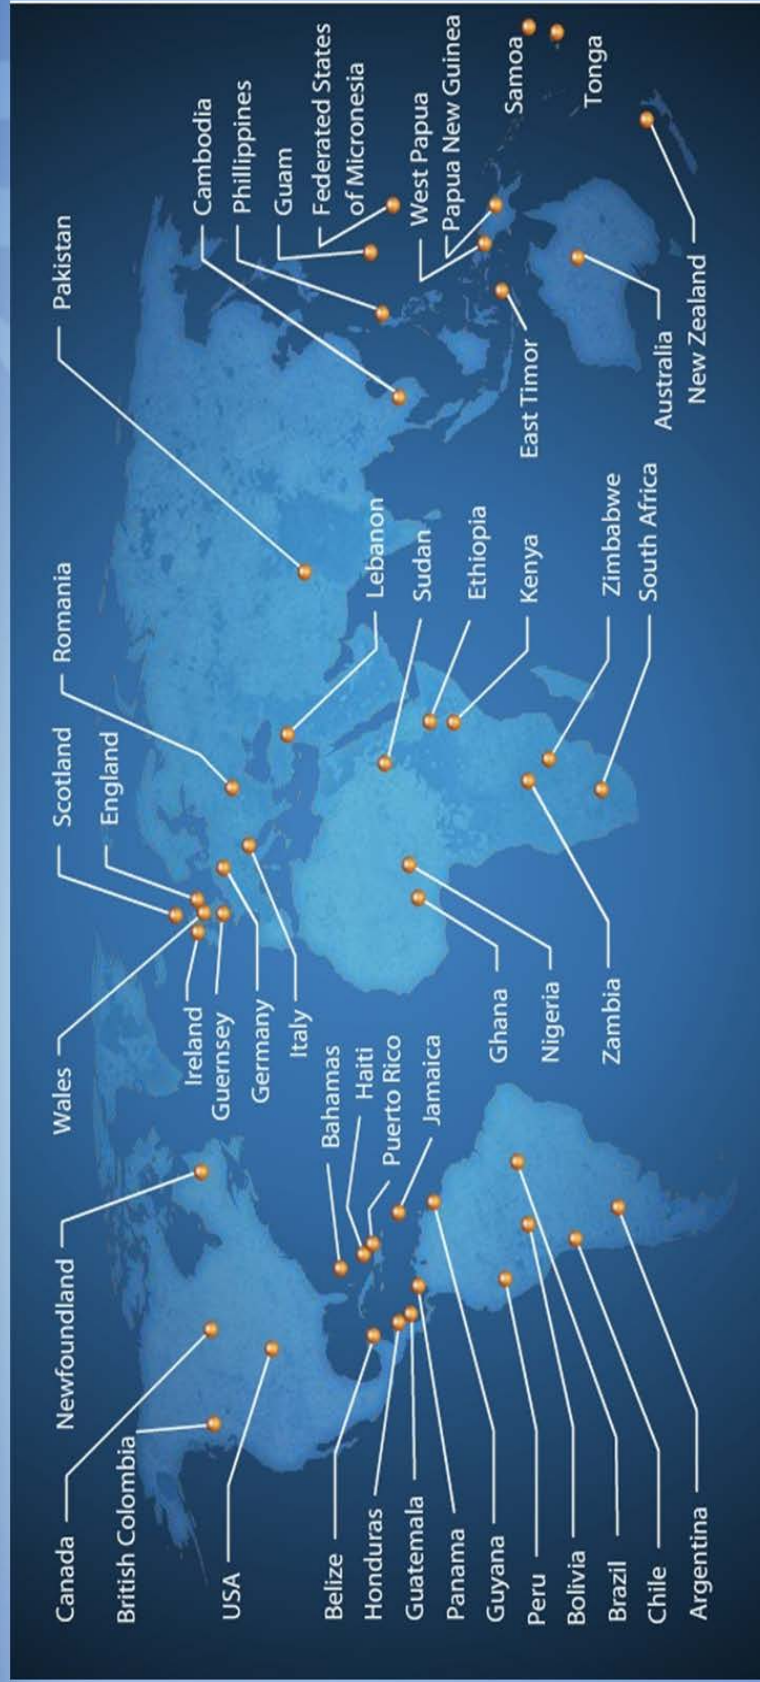 Canada
Newfoundland
British Colombia
USA
Wales
Scotland
England
Romania
Pakistan
Ireland
Guernsey
Germany
Italy
Bahamas
Haiti
Puerto Rico
Jamaica
Belize
Honduras
Guatemala
Panama
Guyana
Peru
Bolivia
Brazil
Chile
Argentina
Ghana
Nigeria
Zambia
Lebanon
Sudan
Ethiopia
Kenya
Zimbabwe
South Africa
Cambodia
Phillippines
Guam
Federated States
of Micronesia
West Papua
Papua New Guinea
Samoa
Tonga
East Timor
Australia
New Zealand